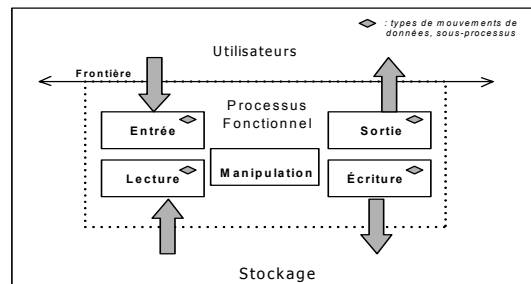 : types de mouvements de
données, sous-processus
Utilisateurs
Frontière
Processus
Fonctionnel
Entrée
Sortie
Lecture
Manipulation
Écriture
Stockage